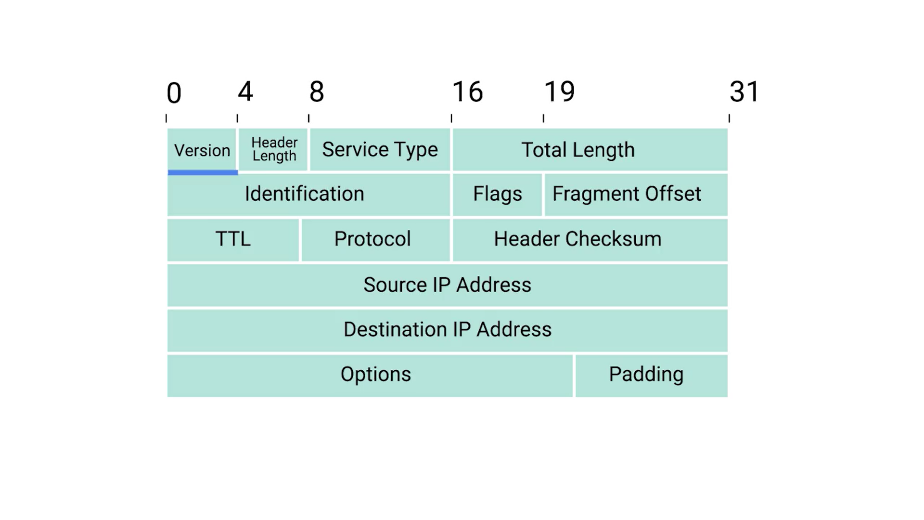 0 4 8 16 19 31
Version Header Length Service Type Total Length
Identification Flags Fragment Offset
TTL Protocol Header Checksum
Source IP Address
Destination IP Address
Options Padding